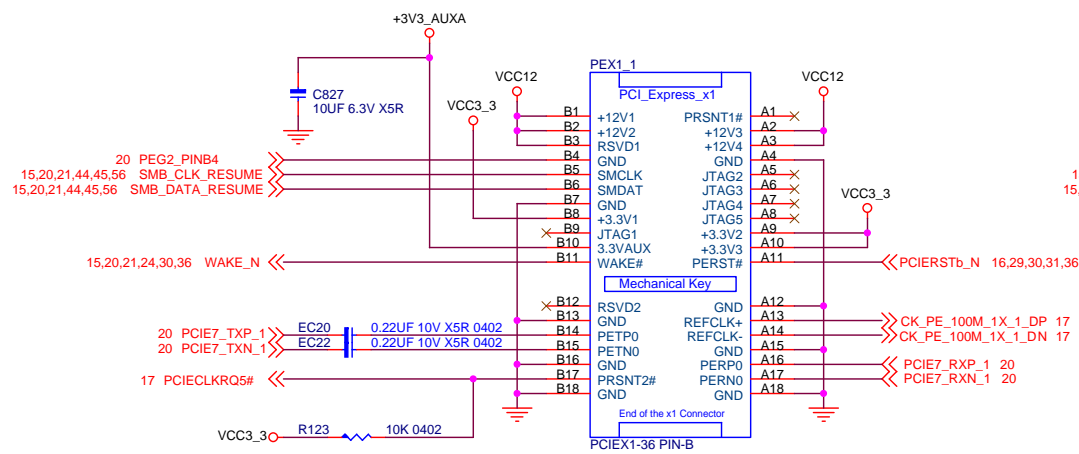 +3V3_AUXA
PEX1_1
VCC12
PCI_Express_x1
VCC12
C827
10UF 6.3V X5R
VCC3_3
B1 +12V1 PRSNT1# A1
B2 +12V2 +12V3 A2
B3 RSVD1 +12V4 A3
20 PEG2_PINB4 B4 GND GND A4
15,20,21,44,45,56 SMB_CLK_RESUME B5 SMCLK JTAG2 A5 1
15,20,21,44,45,56 SMB_DATA_RESUME B6 SMDAT JTAG3 A6 15,
B7 GND JTAG4 A7 VCC3_3
B8 +3.3V1 JTAG5 A8
B9 JTAG1 +3.3V2 A9
B10 3.3VAUX +3.3V3 A10
15,20,21,24,30,36 WAKE_N B11 WAKE# PERST# A11 PCIERSTb_N 16,29,30,31,36
Mechanical Key
B12 RSVD2 GND A12
B13 GND REFCLK+ A13 CK_PE_100M_1X_1_DP 17
20 PCIE7_TXP_1 EC20 0.22UF 10V X5R 0402 B14 PETP0 REFCLK- A14 CK_PE_100M_1X_1_DN 17
20 PCIE7_TXN_1 EC22 0.22UF 10V X5R 0402 B15 PETN0 GND A15
B16 GND PERP0 A16 PCIE7_RXP_1 20
17 PCIECLKRQ5# B17 PRSNT2# PERN0 A17 PCIE7_RXN_1 20
B18 GND GND A18
End of the x1 Connector
VCC3_3 R123 10K 0402
PCIEX1-36 PIN-B